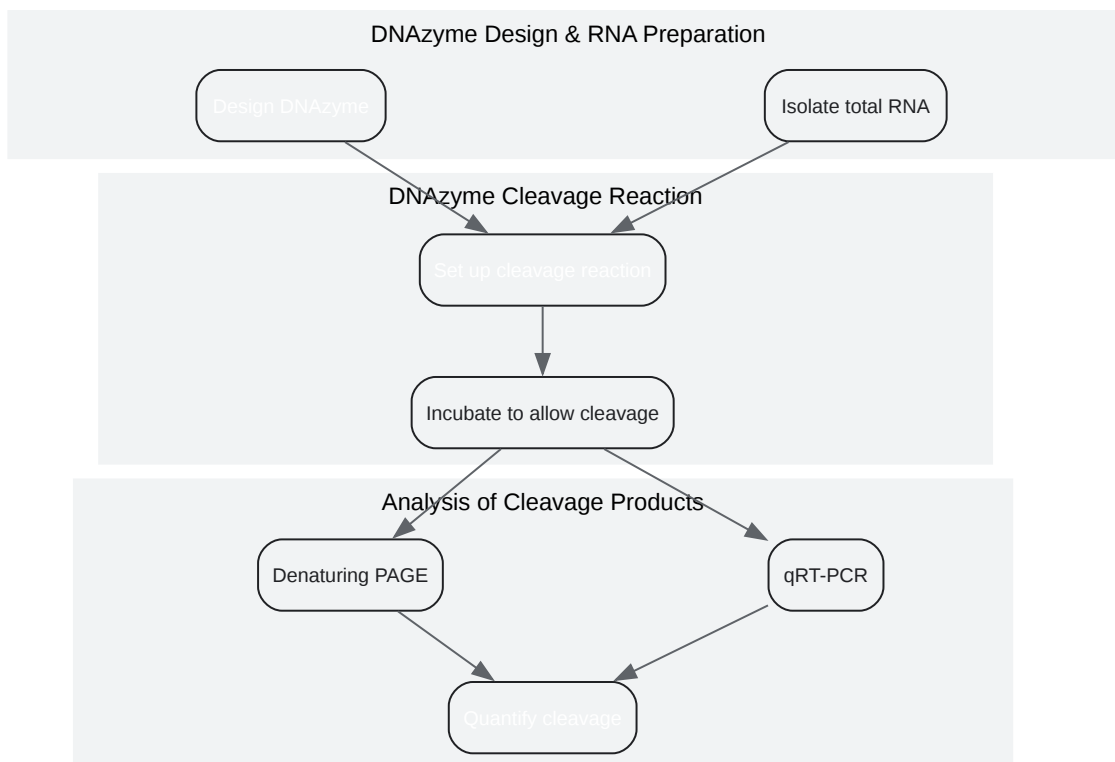 DNAzyme Design & RNA Preparation
Design DNAzyme
Isolate total RNA
DNAzyme Cleavage Reaction
Set up cleavage reaction
Incubate to allow cleavage
Analysis of Cleavage Products
Denaturing PAGE
qRT-PCR
Quantify cleavage